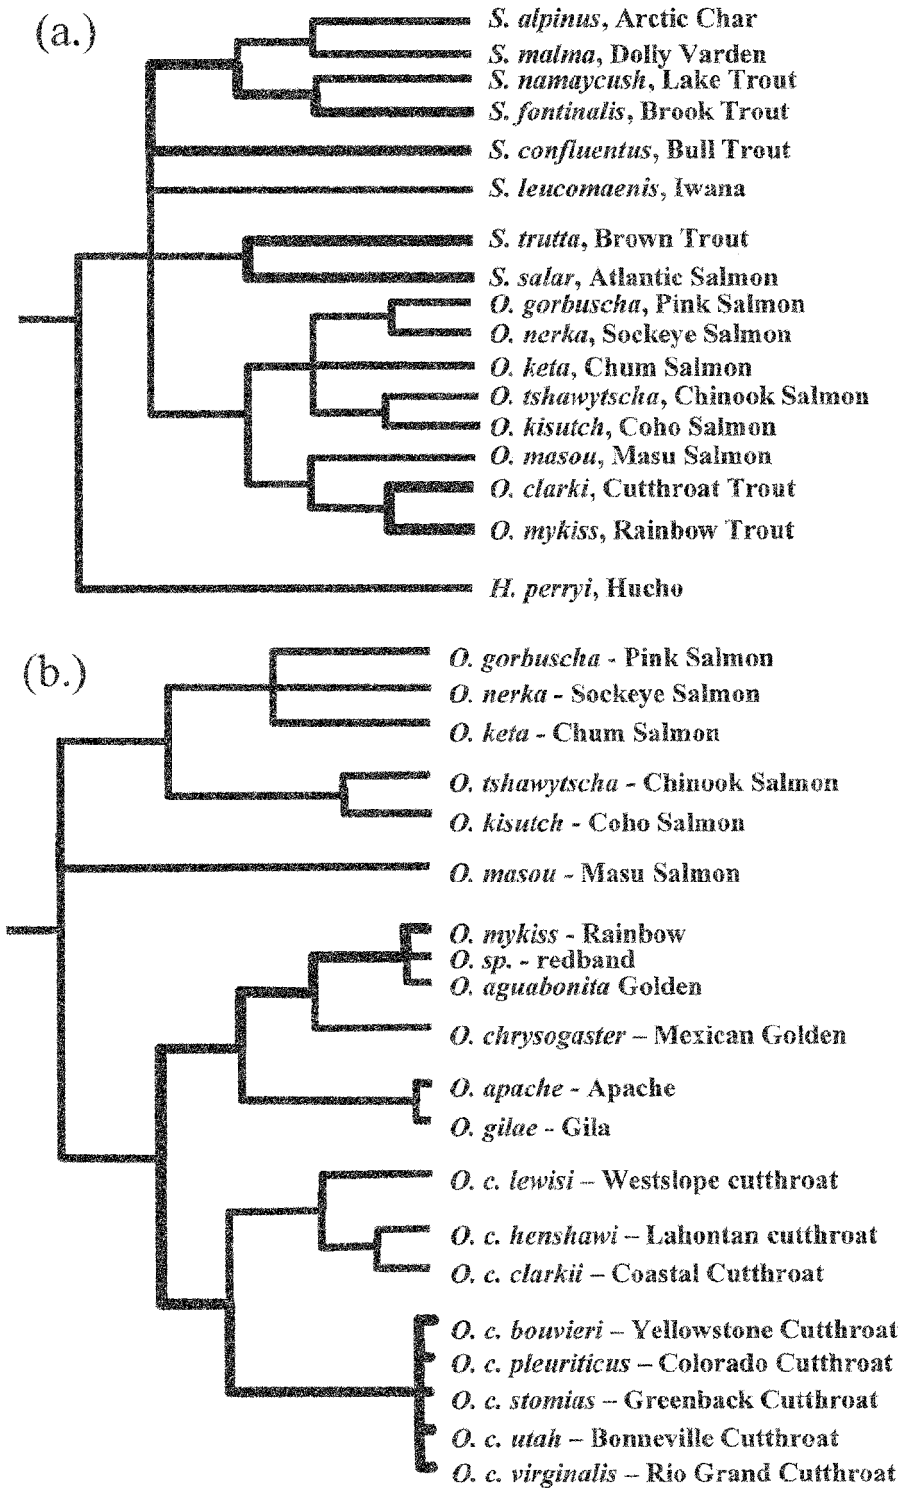 (a.)
S. alpinus, Arctic Char
S. malma, Dolly Varden
S. namaycush, Lake Trout
S. fontinalis, Brook Trout
S. confluentus, Bull Trout
S. leucomaenis, Iwana
S. trutta, Brown Trout
S. salar, Atlantic Salmon
O. gorbuscha, Pink Salmon
O. nerka, Sockeye Salmon
O. keta, Chum Salmon
O. tshawytscha, Chinook Salmon
O. kisutch, Coho Salmon
O. masou, Masu Salmon
O. clarki, Cutthroat Trout
O. mykiss, Rainbow Trout
H. perryi, Hucho
(b.)
O. gorbuscha - Pink Salmon
O. nerka - Sockeye Salmon
O. keta - Chum Salmon
O. tshawytscha - Chinook Salmon
O. kisutch - Coho Salmon
O. masou - Masu Salmon
O. mykiss - Rainbow
O. sp. - redband
O. aguabonita Golden
O. chrysogaster – Mexican Golden
O. apache - Apache
O. gilae - Gila
O. c. lewisi – Westslope cutthroat
O. c. henshawi – Lahontan cutthroat
O. c. clarkii – Coastal Cutthroat
O. c. bouvieri – Yellowstone Cutthroat
O. c. pleuriticus – Colorado Cutthroat
O. c. stomias – Greenback Cutthroat
O. c. utah – Bonneville Cutthroat
O. c. virginalis – Rio Grand Cutthroat